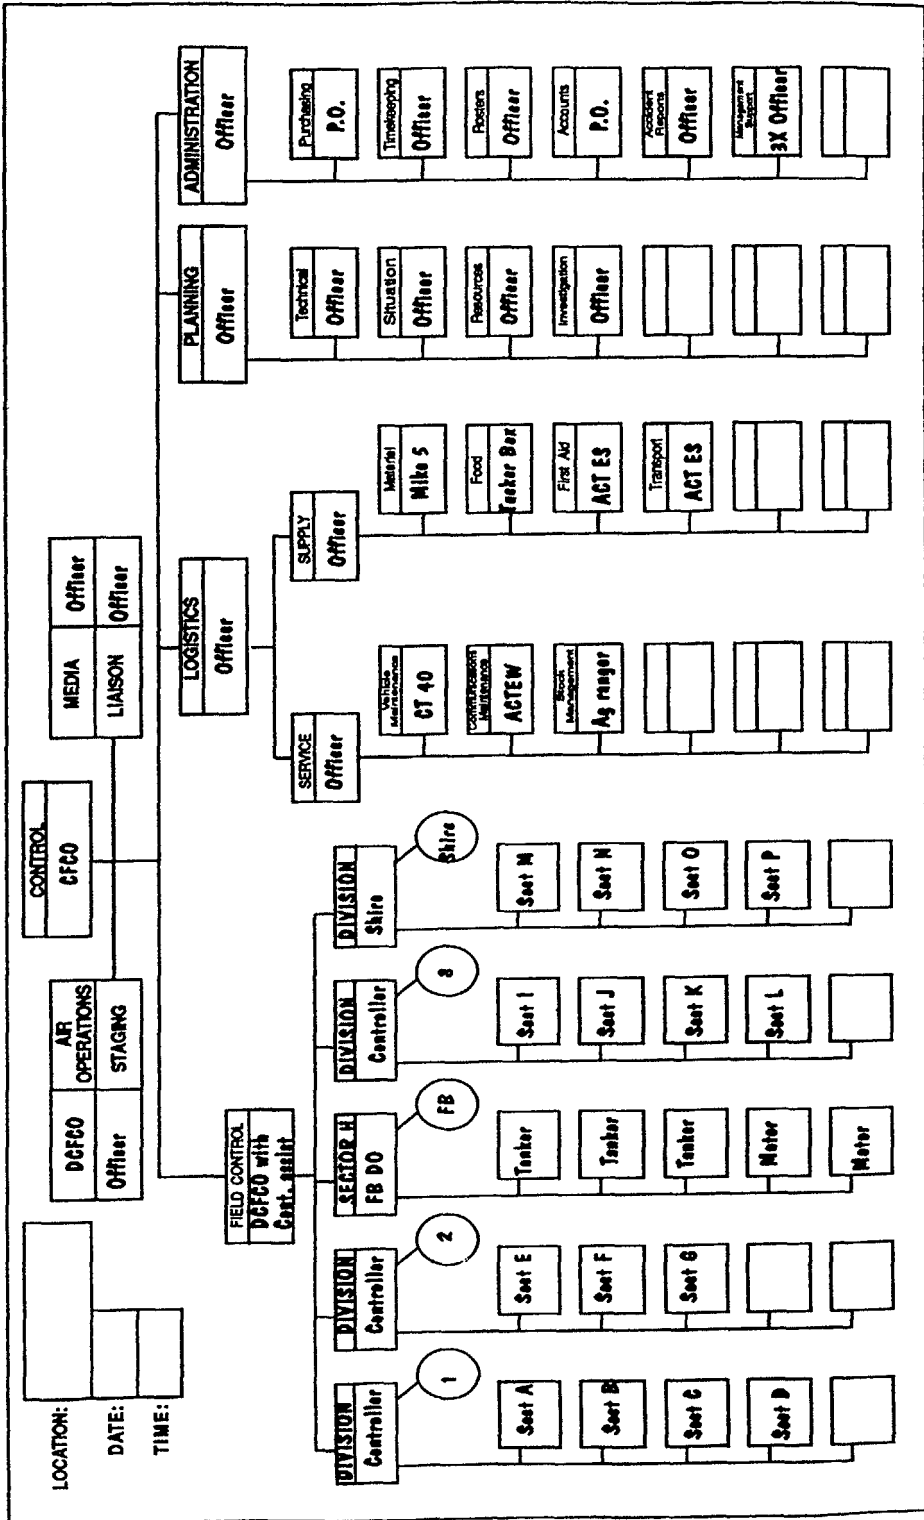 LOCATION:
DATE:
TIME:
DCFCO
AIR OPERATIONS
Officer
STAGING
CONTROL
CFCO
MEDIA
Officer
LIAISON
Officer
FIELD CONTROL
DCFCO with
Cont. assist
LOGISTICS
Officer
PLANNING
Officer
ADMINISTRATION
Officer
DIVISION
Controller
1
Sect A
Sect B
Sect C
Sect D
DIVISION
Controller
2
Sect E
Sect F
Sect G
SECTOR H
FB DO
FB
Tanker
Tanker
Tanker
Motor
Motor
DIVISION
Controller
3
Sect I
Sect J
Sect K
Sect L
DIVISION
Shire
Shire
Sect M
Sect N
Sect O
Sect P
SERVICE
Officer
Vehicle
Maintenance
CT 40
Communications
Maintenance
ACTEW
Stock
Management
Ag ranger
SUPPLY
Officer
Material
Mike 5
Food
Tanker Box
First Aid
ACT ES
Transport
ACT ES
Technical
Officer
Situation
Officer
Resources
Officer
Investigation
Officer
Purchasing
P.O.
Timekeeping
Officer
Rosters
Officer
Accounts
P.O.
Accident
Reports
Officer
Management
Support
3X Officer